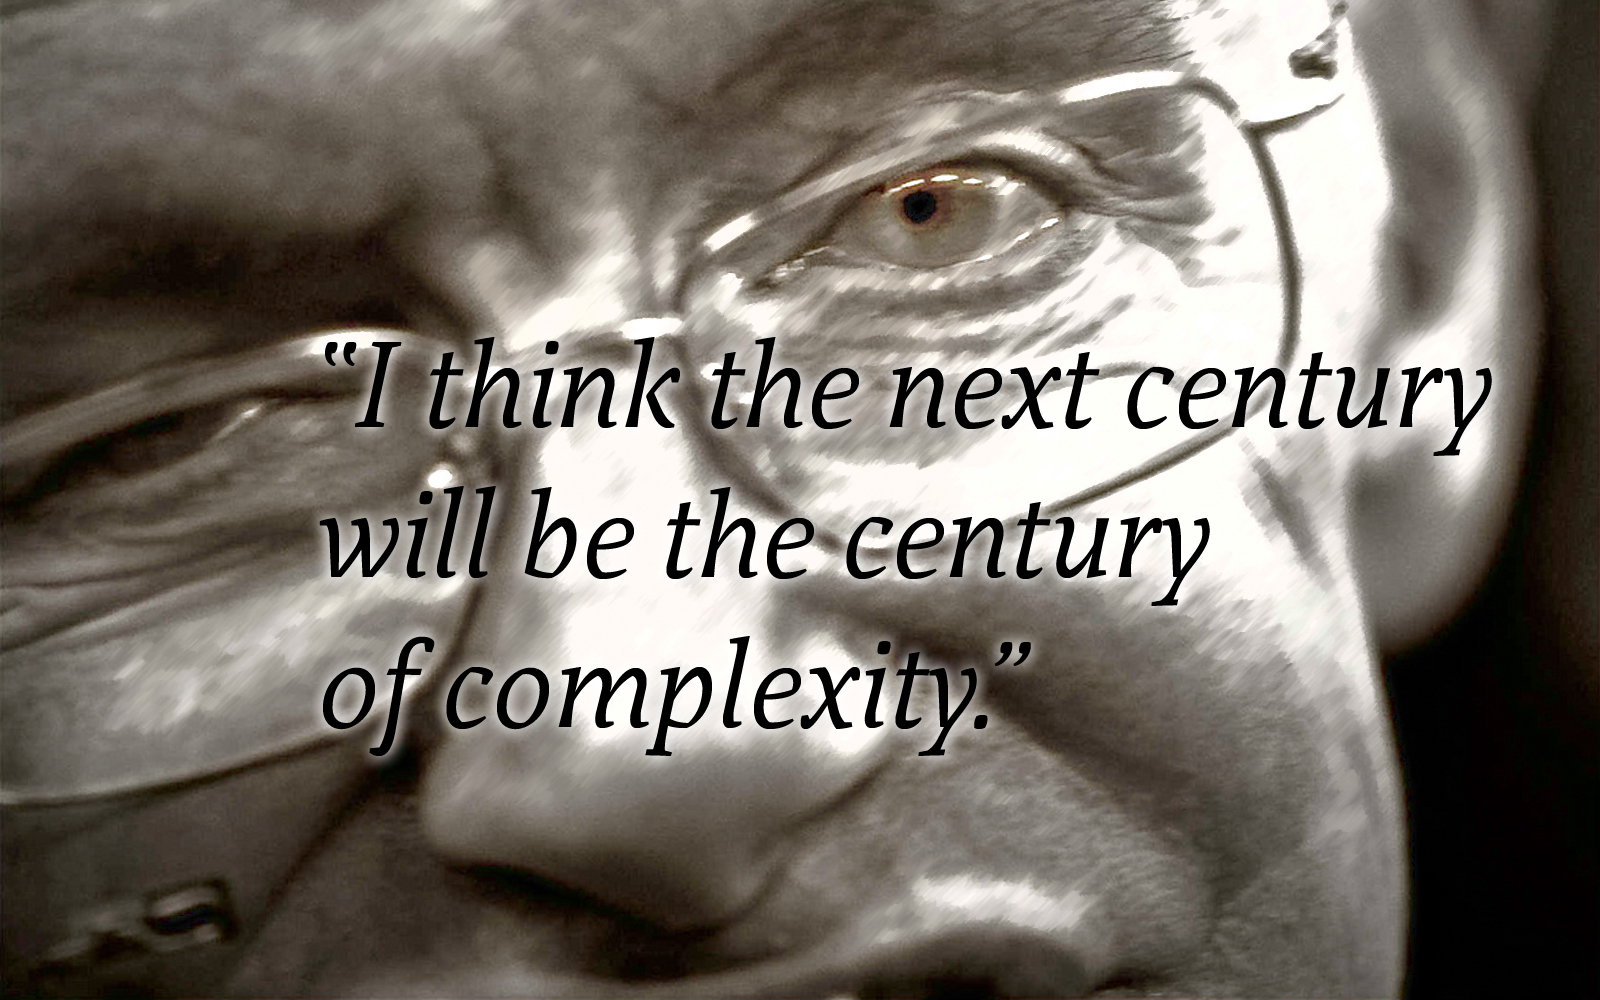 “I think the next century
will be the century
of complexity.”